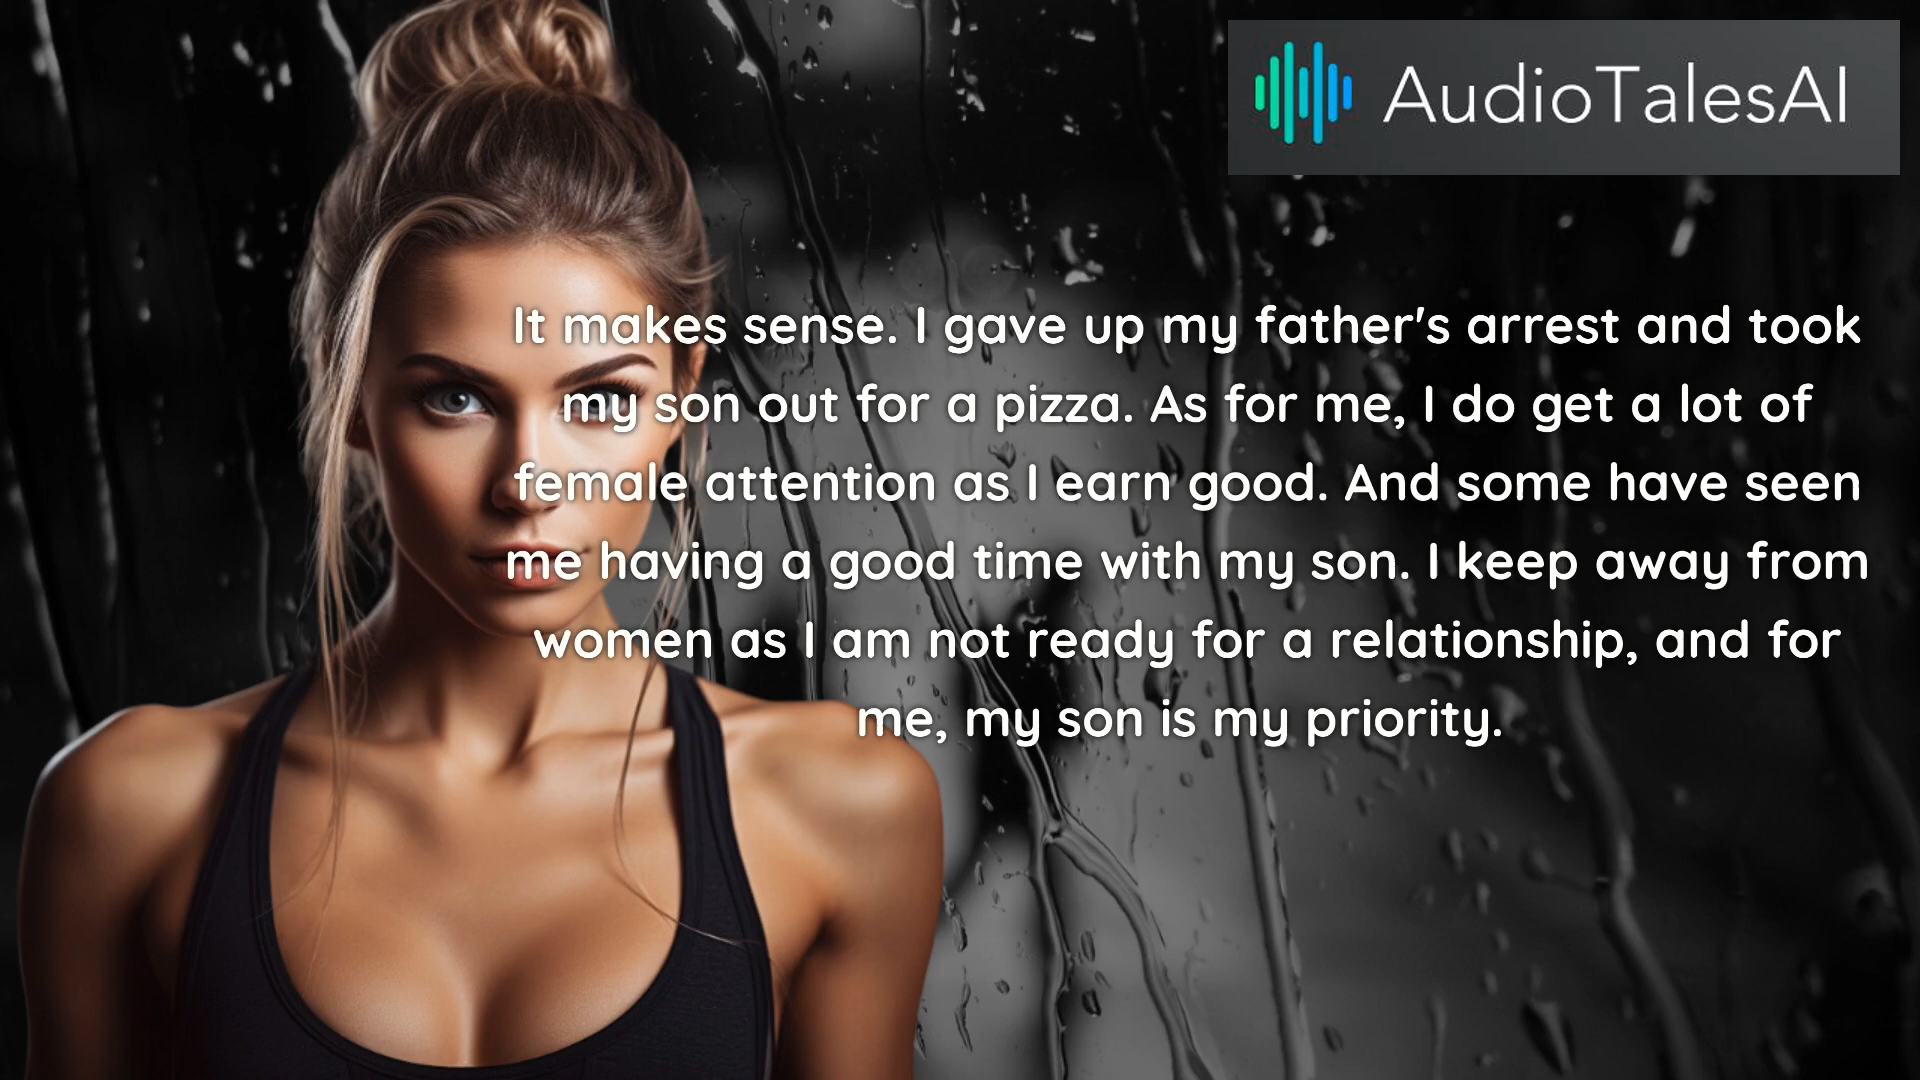 AudioTalesAI
It makes sense. I gave up my father's arrest and took
my son out for a pizza. As for me, I do get a lot of
female attention as I earn good. And some have seen
me having a good time with my son. I keep away from
women as I am not ready for a relationship, and for
me, my son is my priority.